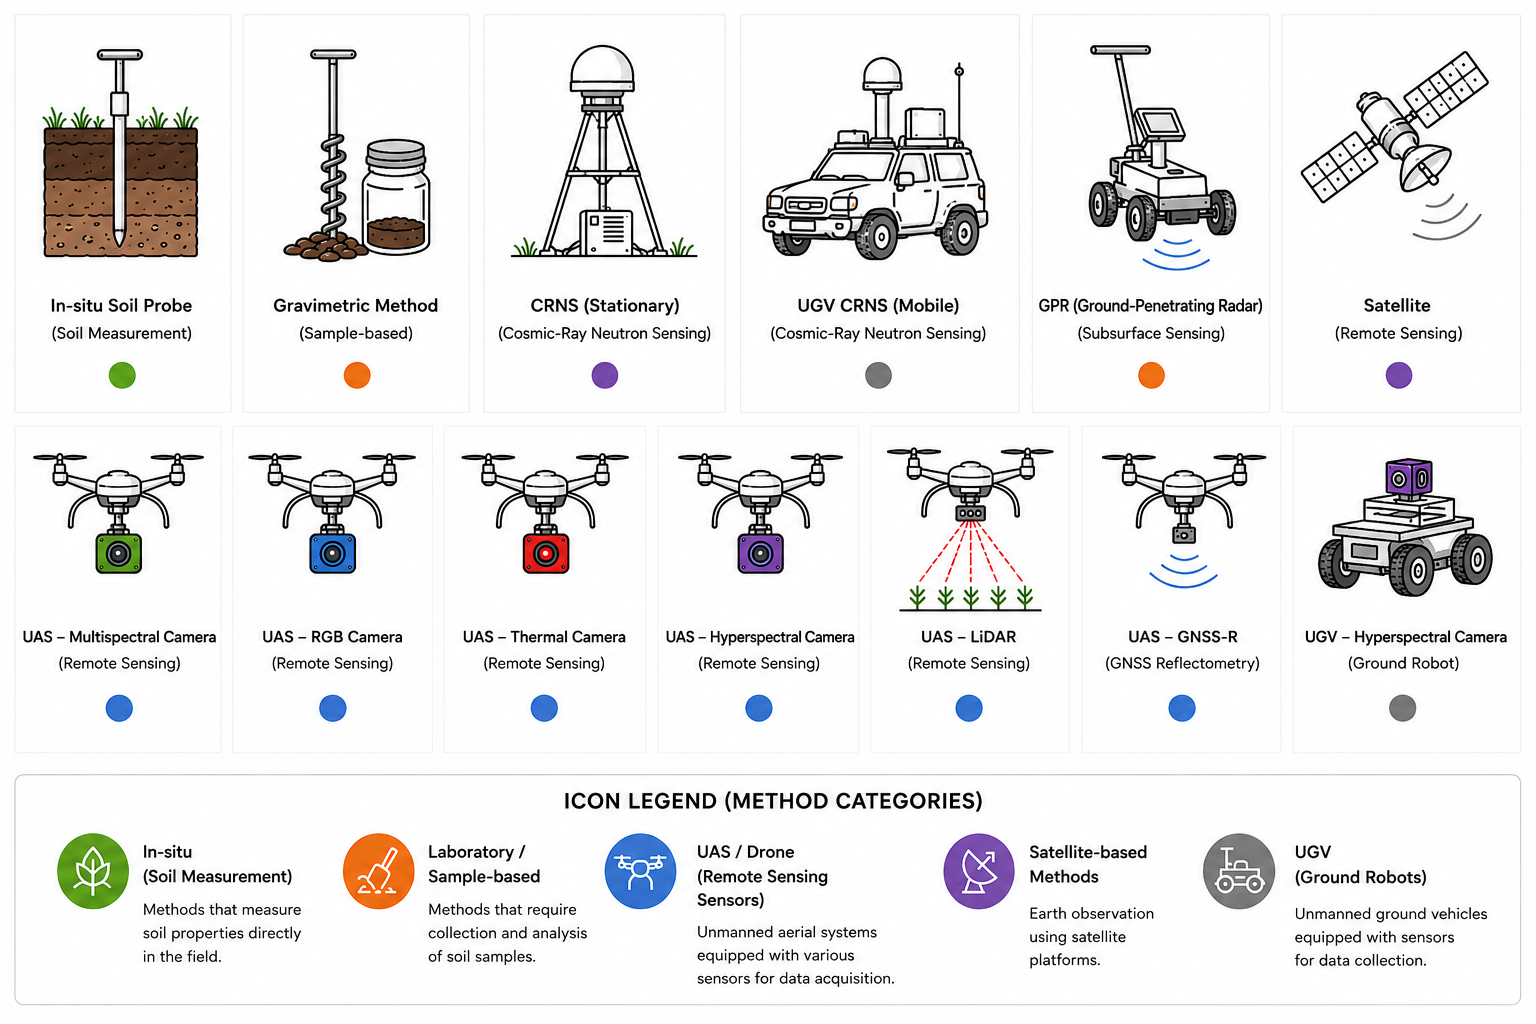 In-situ Soil Probe
(Soil Measurement)
Gravimetric Method
(Sample-based)
CRNS (Stationary)
(Cosmic-Ray Neutron Sensing)
UGV CRNS (Mobile)
(Cosmic-Ray Neutron Sensing)
GPR (Ground-Penetrating Radar)
(Subsurface Sensing)
Satellite
(Remote Sensing)
UAS – Multispectral Camera
(Remote Sensing)
UAS – RGB Camera
(Remote Sensing)
UAS – Thermal Camera
(Remote Sensing)
UAS – Hyperspectral Camera
(Remote Sensing)
UAS – LiDAR
(Remote Sensing)
UAS – GNSS-R
(GNSS Reflectometry)
UGV – Hyperspectral Camera
(Ground Robot)
ICON LEGEND (METHOD CATEGORIES)
In-situ
(Soil Measurement)
Methods that measure
soil properties directly
in the field.
Laboratory /
Sample-based
Methods that require
collection and analysis
of soil samples.
UAS / Drone
(Remote Sensing
Sensors)
Unmanned aerial systems
equipped with various
sensors for data acquisition.
Satellite-based
Methods
Earth observation
using satellite
platforms.
UGV
(Ground Robots)
Unmanned ground vehicles
equipped with sensors
for data collection.